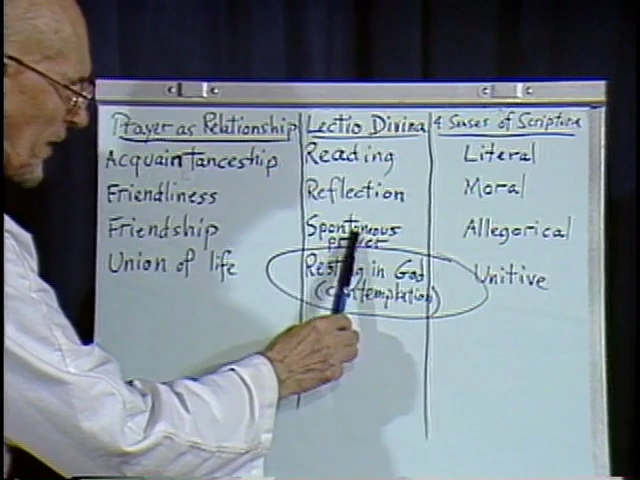 Prayer as Relationship
Acquaintanceship
Friendliness
Friendship
Union of life
Lectio Divina
Reading
Reflection
Spontaneous
prayer
Resting in God
(Contemplation)
4 Senses of Scripture
Literal
Moral
Allegorical
Unitive